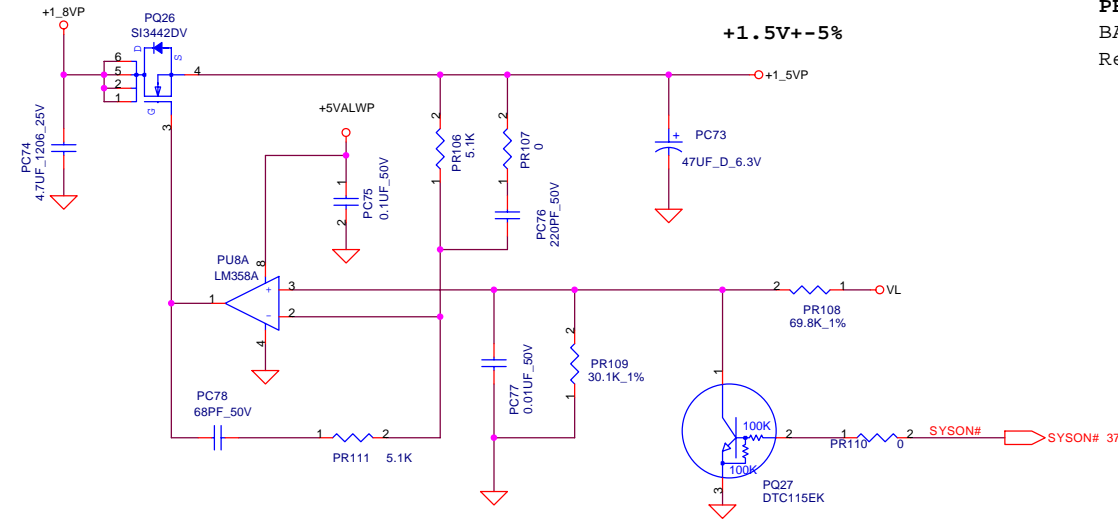 +1_8VP
PQ26
SI3442DV
D
S
G
6
5
2
1
4
3
+1.5V+-5%
PR
BA
Re
+1_5VP
PC74
4.7UF_1206_25V
+5VALWP
1
2
PC75
0.1UF_50V
2
1
PR106
5.1K
2
1
PR107
0
PC76
220PF_50V
+
PC73
47UF_D_6.3V
PU8A
LM358A
8
1
+
3
-
2
4
2
1
VL
PR108
69.8K_1%
PC77
0.01UF_50V
2
1
PR109
30.1K_1%
PC78
68PF_50V
1
2
PR111
5.1K
1
100K
100K
2
3
PQ27
DTC115EK
1
2
PR110
0
SYSON#
SYSON# 37